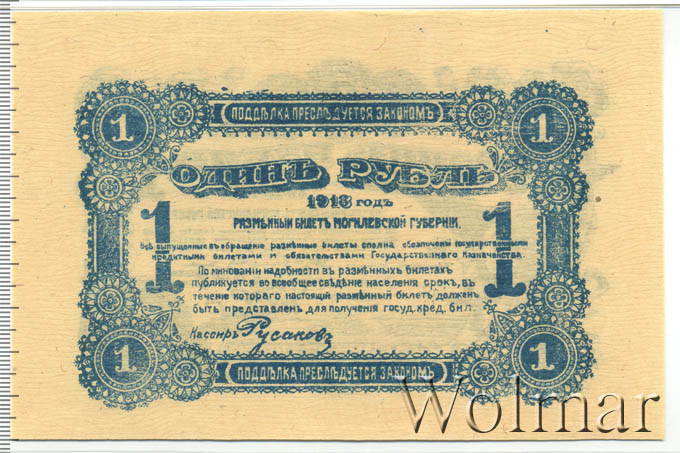 ПОДДѢЛКА ПРЕСЛѢДУЕТСЯ ЗАКОНОМЪ
1 1
ОДИНЪ РУБЛЬ
1918 ГОДЪ
РАЗМѢННЫЙ БИЛЕТЪ МОГИЛЕВСКОЙ ГУБЕРНІИ.
1 1
Всѣ выпущенные въ обращеніе размѣнные билеты сполна обезпечены государственными
кредитными билетами и обязательствами Государственнаго Казначейства.
По минованіи надобности въ размѣнныхъ билетахъ
публикуется во всеобщее свѣдѣніе населенія срокъ, въ
теченіе котораго настоящій размѣнный билетъ долженъ
быть представленъ для полученія госуд. кред. бил.
Кассиръ Русаковъ
1 1
ПОДДѢЛКА ПРЕСЛѢДУЕТСЯ ЗАКОНОМЪ
Wolmar